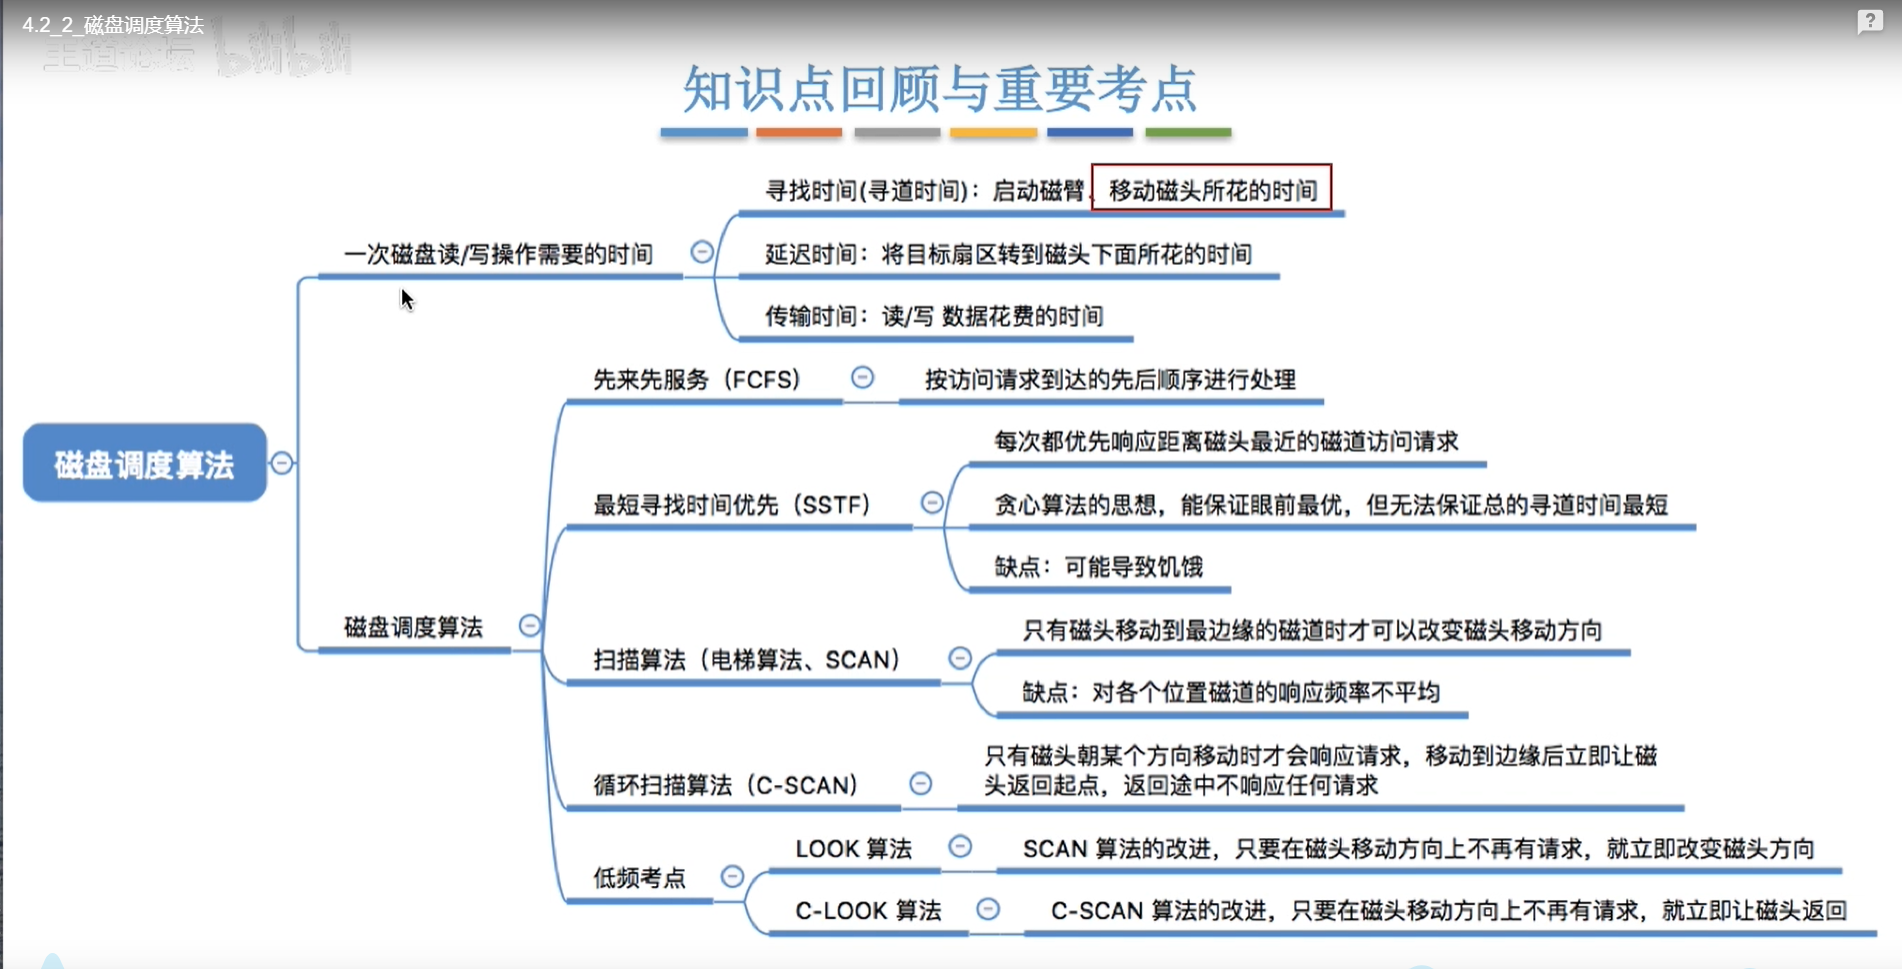 4.2_2_磁盘调度算法
王道论坛 bilibili
知识点回顾与重要考点
寻找时间(寻道时间)：启动磁臂、移动磁头所花的时间
一次磁盘读/写操作需要的时间
延迟时间：将目标扇区转到磁头下面所花的时间
传输时间：读/写 数据花费的时间
先来先服务（FCFS）
按访问请求到达的先后顺序进行处理
每次都优先响应距离磁头最近的磁道访问请求
磁盘调度算法
最短寻找时间优先（SSTF）
贪心算法的思想，能保证眼前最优，但无法保证总的寻道时间最短
缺点：可能导致饥饿
磁盘调度算法
只有磁头移动到最边缘的磁道时才可以改变磁头移动方向
扫描算法（电梯算法、SCAN）
缺点：对各个位置磁道的响应频率不平均
只有磁头朝某个方向移动时才会响应请求，移动到边缘后立即让磁
头返回起点，返回途中不响应任何请求
循环扫描算法（C-SCAN）
LOOK 算法
SCAN 算法的改进，只要在磁头移动方向上不再有请求，就立即改变磁头方向
低频考点
C-LOOK 算法
C-SCAN 算法的改进，只要在磁头移动方向上不再有请求，就立即让磁头返回